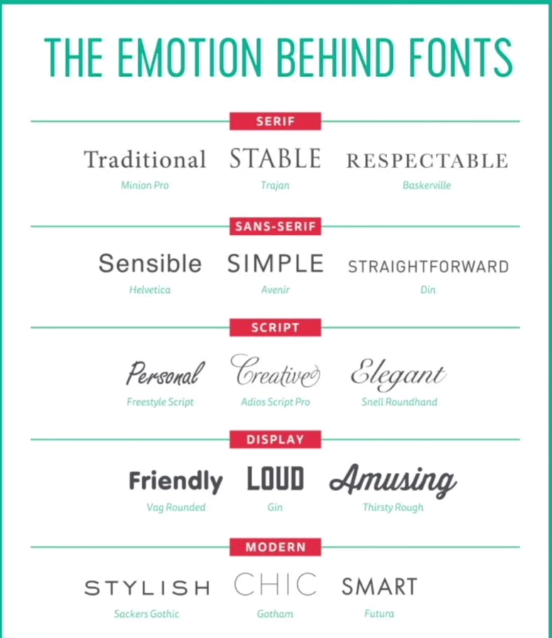 THE EMOTION BEHIND FONTS
SERIF
Traditional STABLE RESPECTABLE
Minion Pro Trajan Baskerville
SANS-SERIF
Sensible SIMPLE STRAIGHTFORWARD
Helvetica Avenir Din
SCRIPT
Personal Creative Elegant
Freestyle Script Adios Script Pro Snell Roundhand
DISPLAY
Friendly LOUD Amusing
Vag Rounded Gin Thirsty Rough
MODERN
STYLISH CHIC SMART
Sackers Gothic Gotham Futura